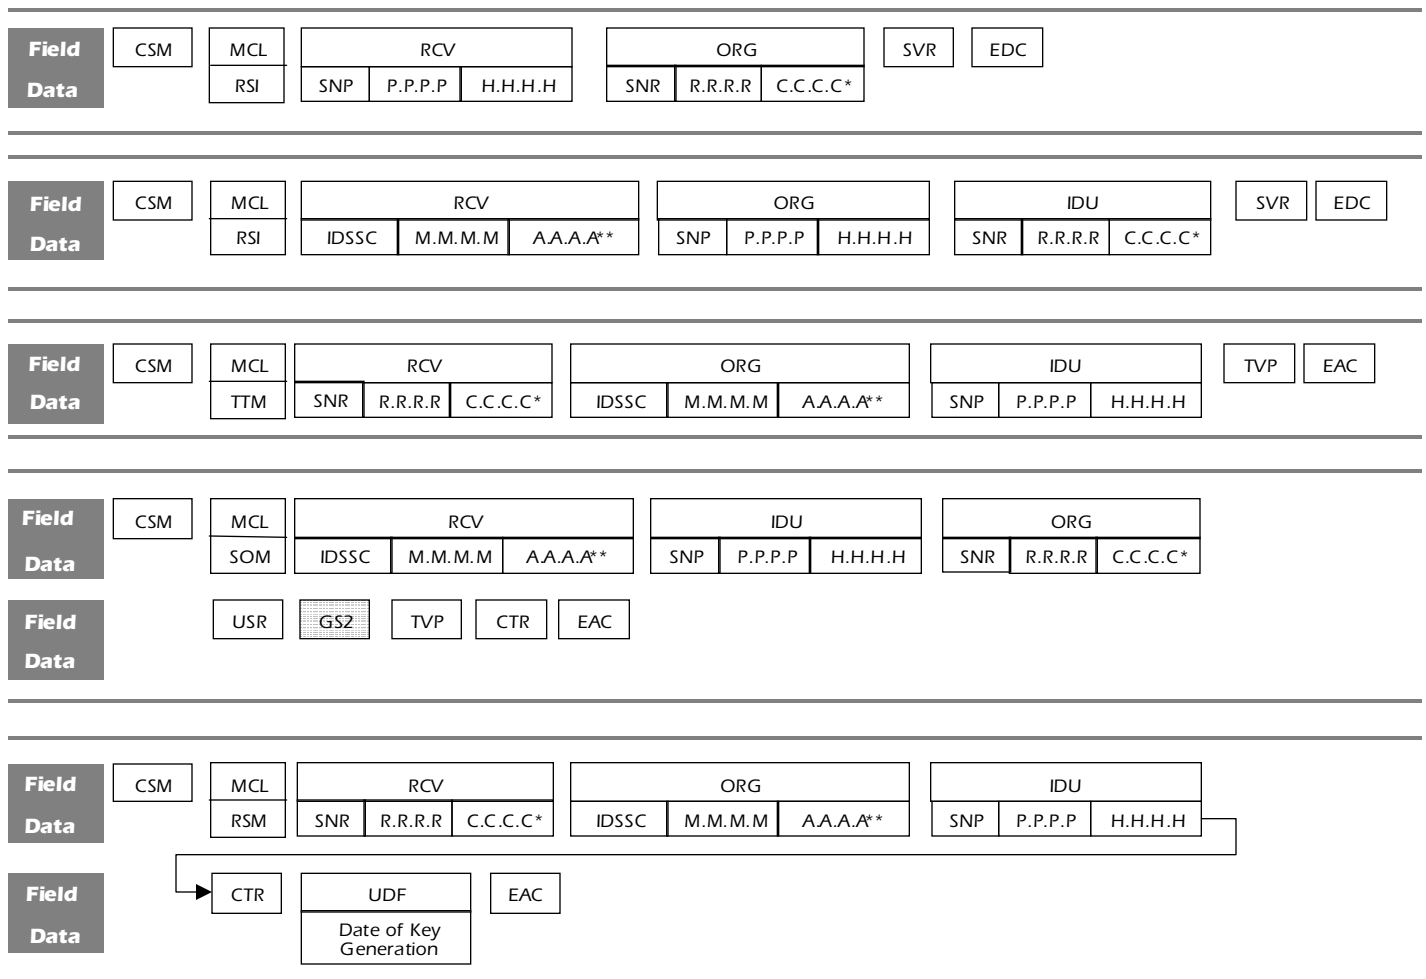 Field CSM MCL RCV ORG SVR EDC
Data RSI SNP P.P.P.P H.H.H.H SNR R.R.R.R C.C.C.C*
Field CSM MCL RCV ORG IDU SVR EDC
Data RSI IDSSC M.M.M.M A.A.A.A** SNP P.P.P.P H.H.H.H SNR R.R.R.R C.C.C.C*
Field CSM MCL RCV ORG IDU TVP EAC
Data TTM SNR R.R.R.R C.C.C.C* IDSSC M.M.M.M A.A.A.A** SNP P.P.P.P H.H.H.H
Field CSM MCL RCV IDU ORG
Data SOM IDSSC M.M.M.M A.A.A.A** SNP P.P.P.P H.H.H.H SNR R.R.R.R C.C.C.C*
Field USR GS2 TVP CTR EAC
Data
Field CSM MCL RCV ORG IDU
Data RSM SNR R.R.R.R C.C.C.C* IDSSC M.M.M.M A.A.A.A** SNP P.P.P.P H.H.H.H
Field CTR UDF EAC
Data Date of Key
Generation